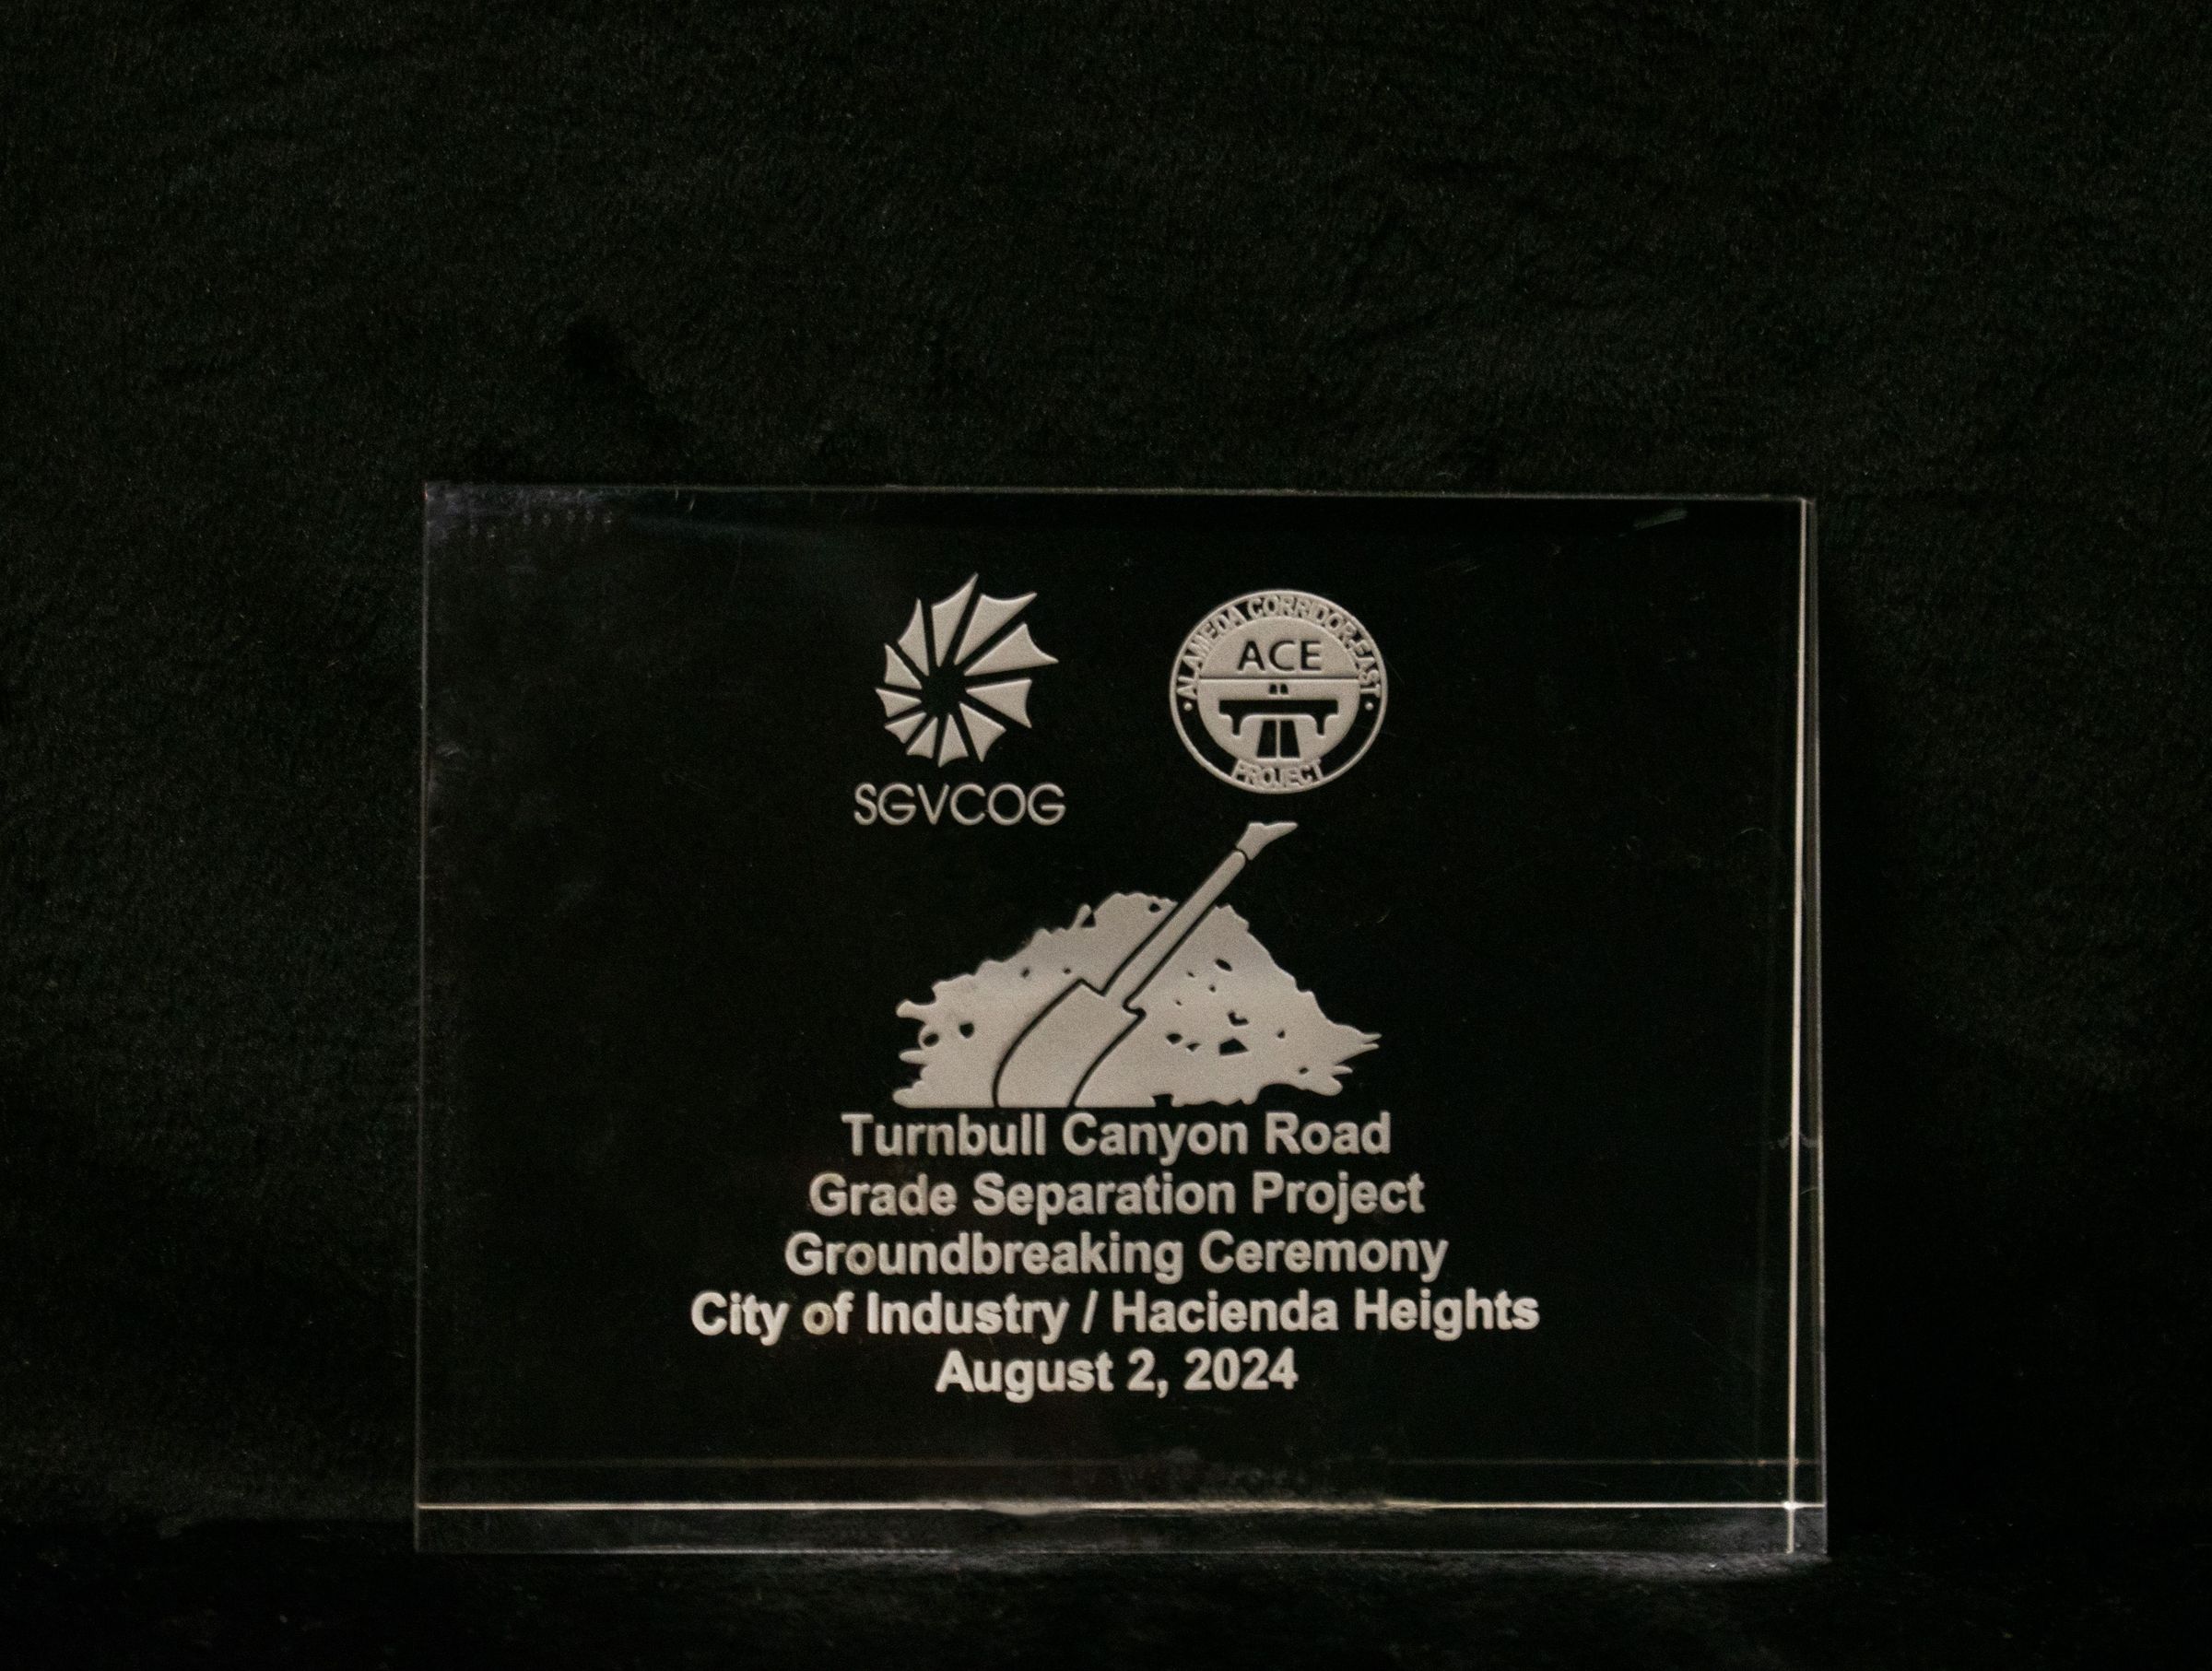 SGVCOG
ALAMEDA CORRIDOR-EAST
ACE
PROJECT
Turnbull Canyon Road
Grade Separation Project
Groundbreaking Ceremony
City of Industry / Hacienda Heights
August 2, 2024